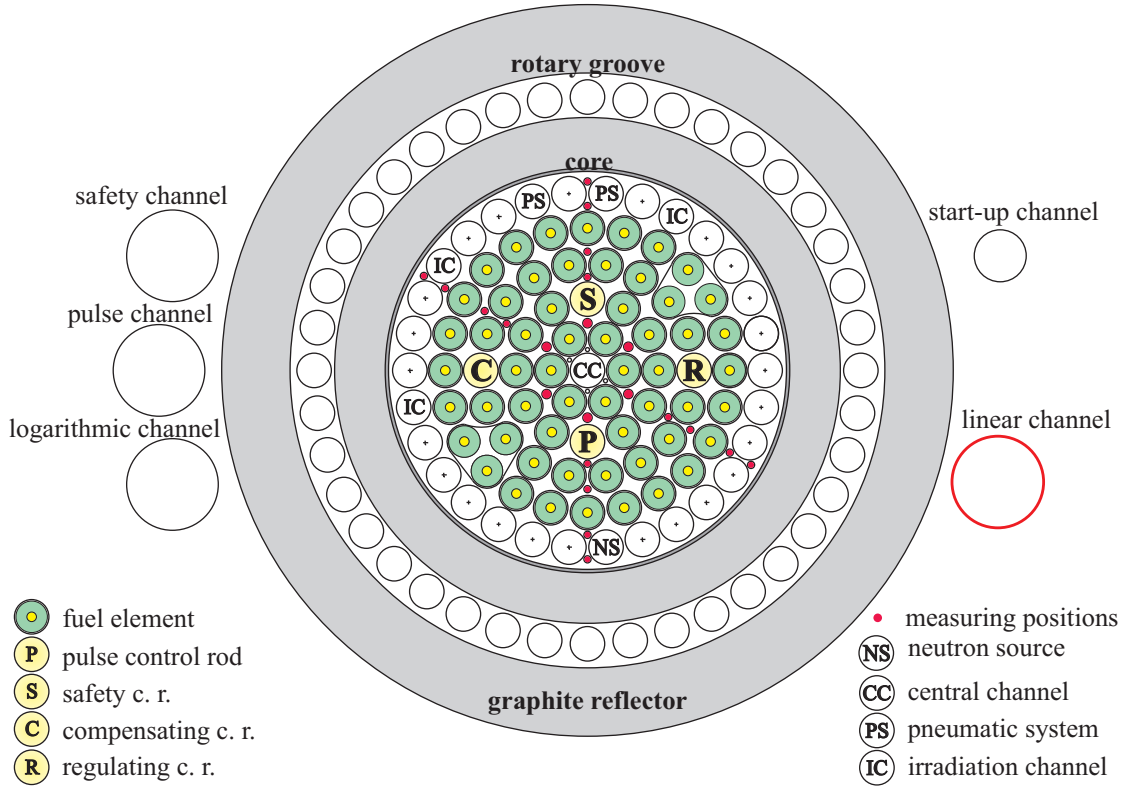 rotary groove
core
safety channel
pulse channel
logarithmic channel
start-up channel
linear channel
PS
PS
IC
IC
S
C
CC
R
IC
P
NS
graphite reflector
fuel element
P pulse control rod
S safety c. r.
C compensating c. r.
R regulating c. r.
measuring positions
NS neutron source
CC central channel
PS pneumatic system
IC irradiation channel